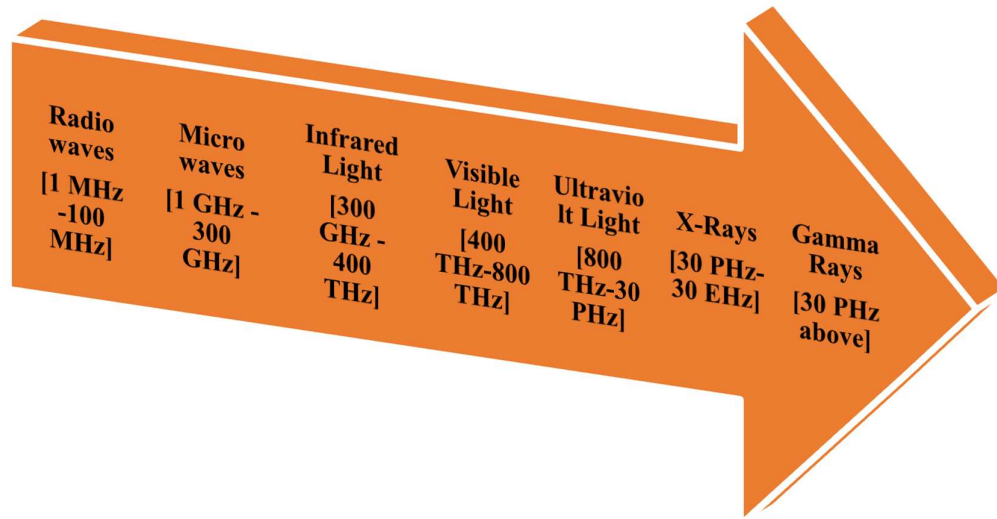 Radio
waves
[1 MHz
-100
MHz]
Micro
waves
[1 GHz -
300
GHz]
Infrared
Light
[300
GHz -
400
THz]
Visible
Light
[400
THz-800
THz]
Ultravio
lt Light
[800
THz-30
PHz]
X-Rays
[30 PHz-
30 EHz]
Gamma
Rays
[30 PHz
above]